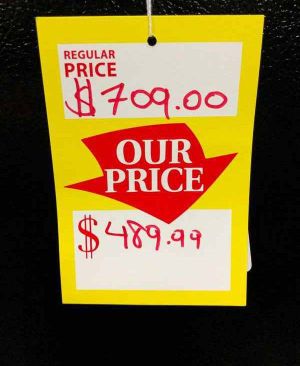 REGULAR
PRICE
$709.00
OUR
PRICE
$489.99